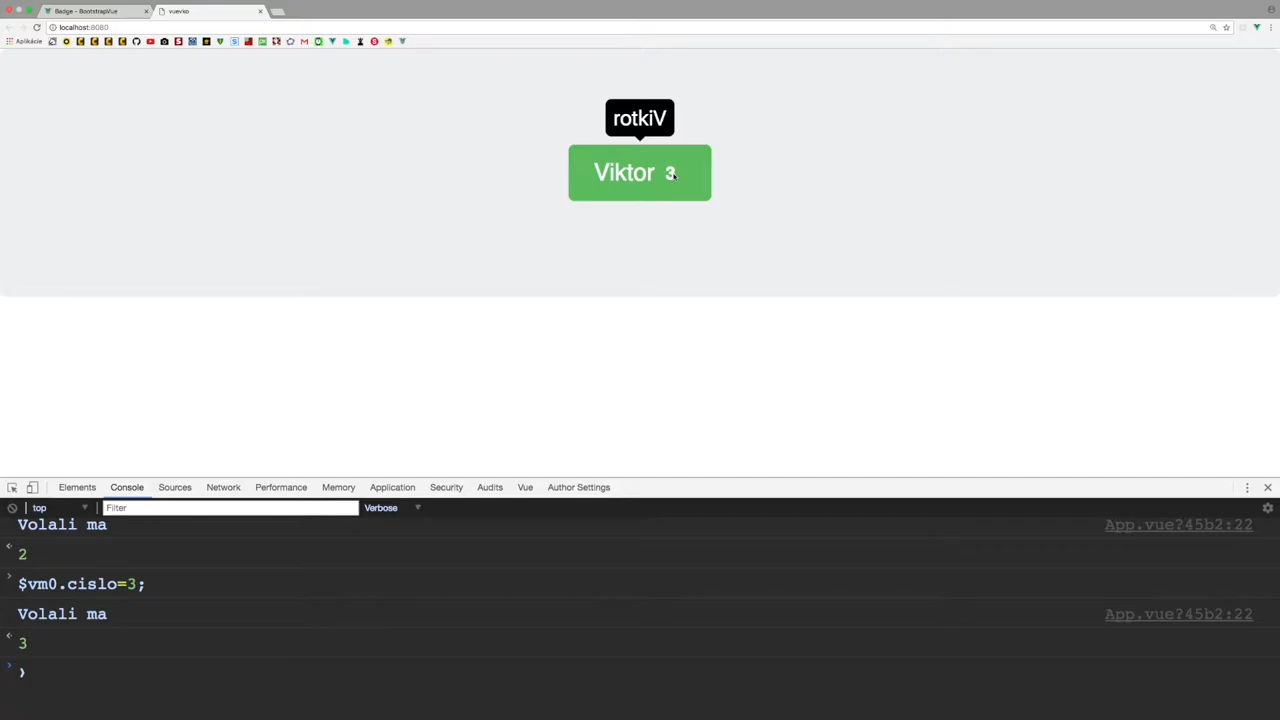 Badge - BootstrapVue
vuevko
localhost:8080
Aplikácie
rotkiV
Viktor 3
Elements Console Sources Network Performance Memory Application Security Audits Vue Author Settings
top Filter Verbose
Volali ma App.vue?45b2:22
2
$vm0.cislo=3;
Volali ma App.vue?45b2:22
3